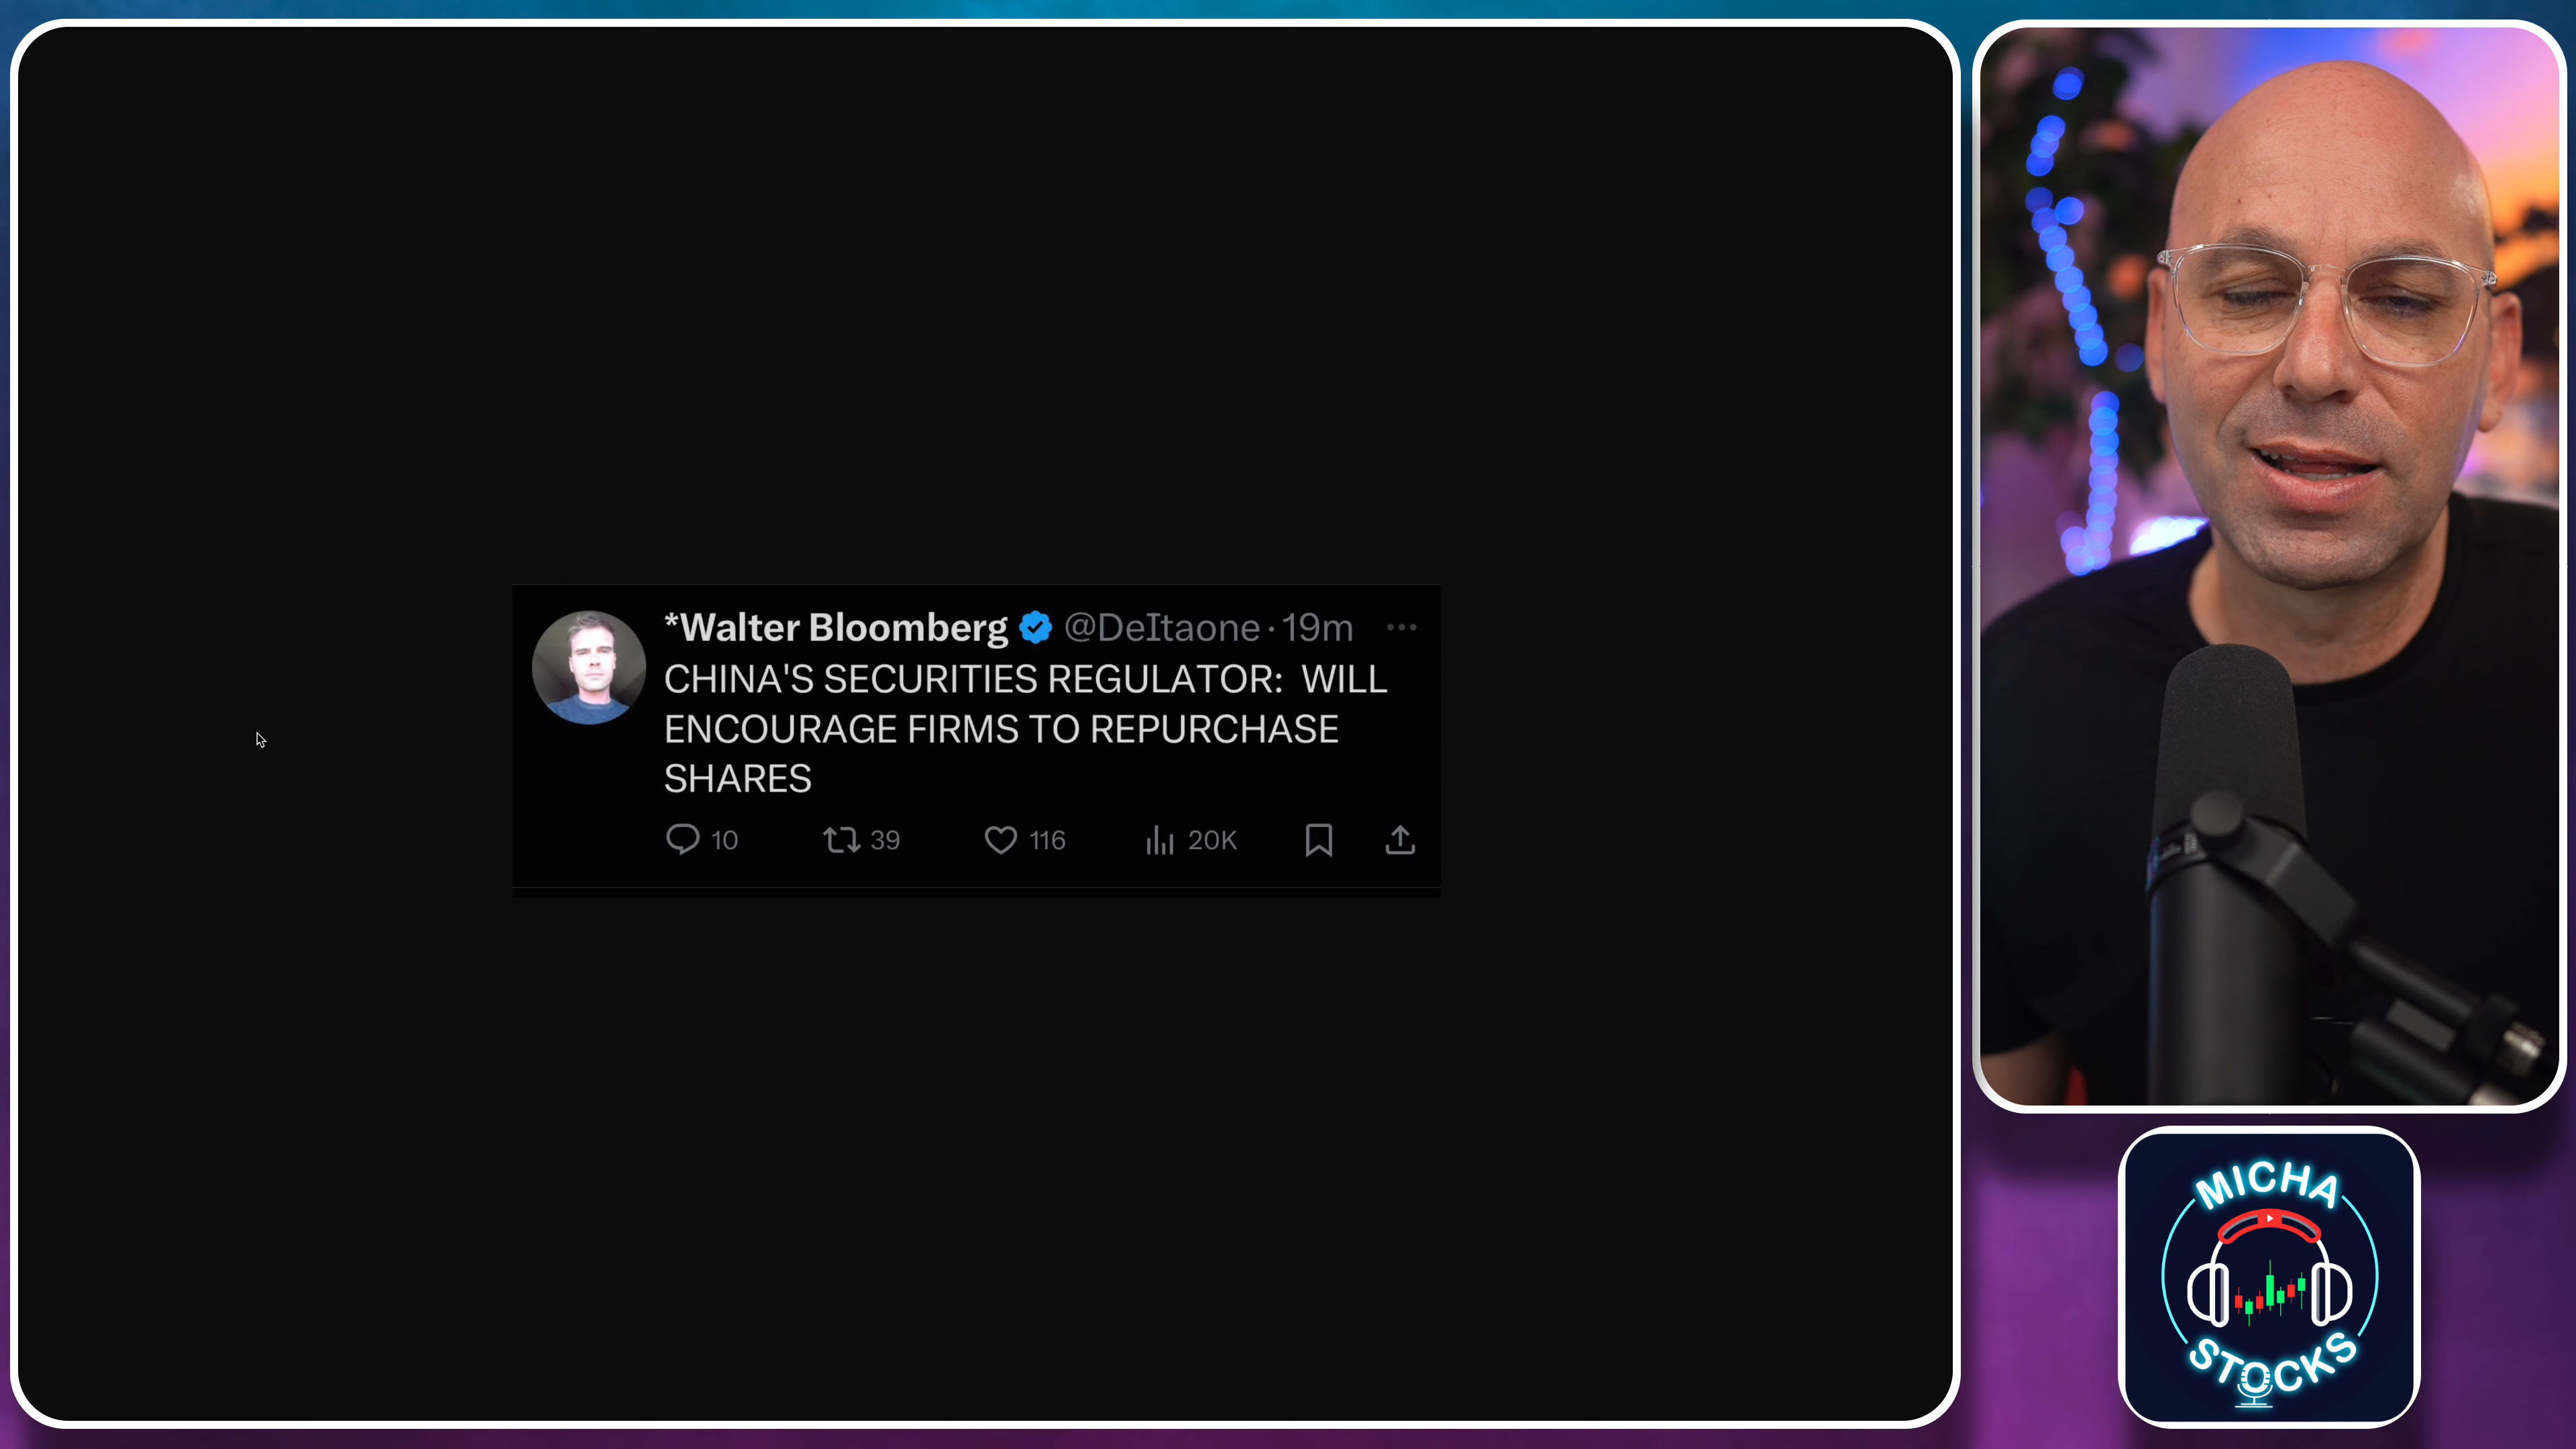 *Walter Bloomberg @DeItaone · 19m
CHINA'S SECURITIES REGULATOR: WILL
ENCOURAGE FIRMS TO REPURCHASE
SHARES
10 39 116 20K
MICHA
STOCKS